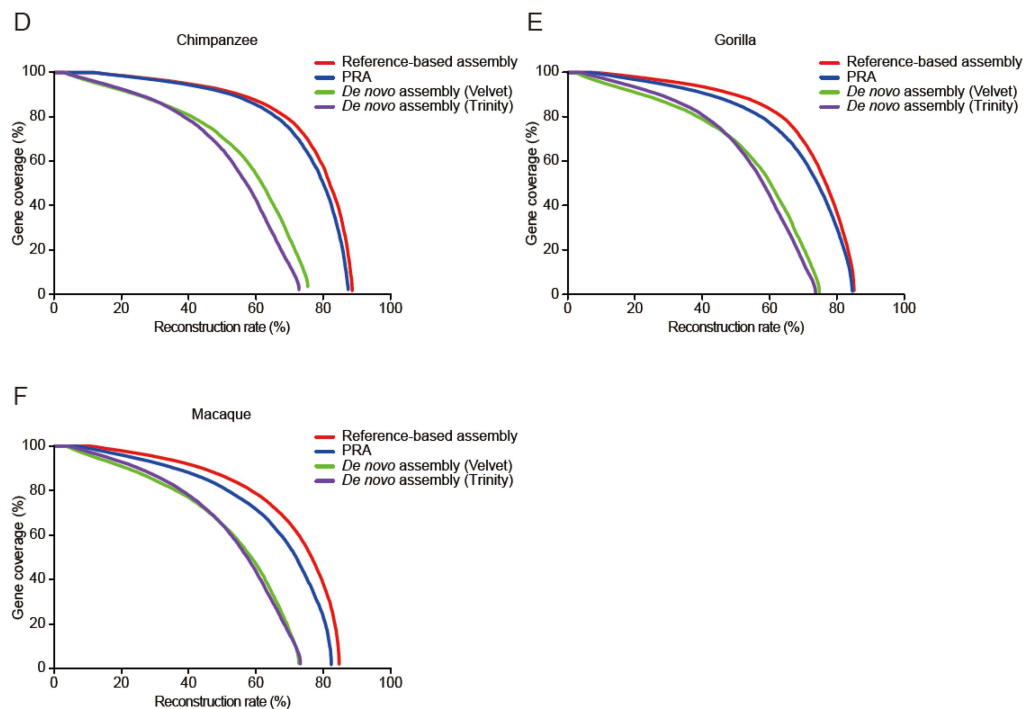 D
Chimpanzee
Reference-based assembly
PRA
De novo assembly (Velvet)
De novo assembly (Trinity)
Gene coverage (%)
100
80
60
40
20
0
0 20 40 60 80 100
Reconstruction rate (%)
E
Gorilla
Reference-based assembly
PRA
De novo assembly (Velvet)
De novo assembly (Trinity)
Gene coverage (%)
100
80
60
40
20
0
0 20 40 60 80 100
Reconstruction rate (%)
F
Macaque
Reference-based assembly
PRA
De novo assembly (Velvet)
De novo assembly (Trinity)
Gene coverage (%)
100
80
60
40
20
0
0 20 40 60 80 100
Reconstruction rate (%)